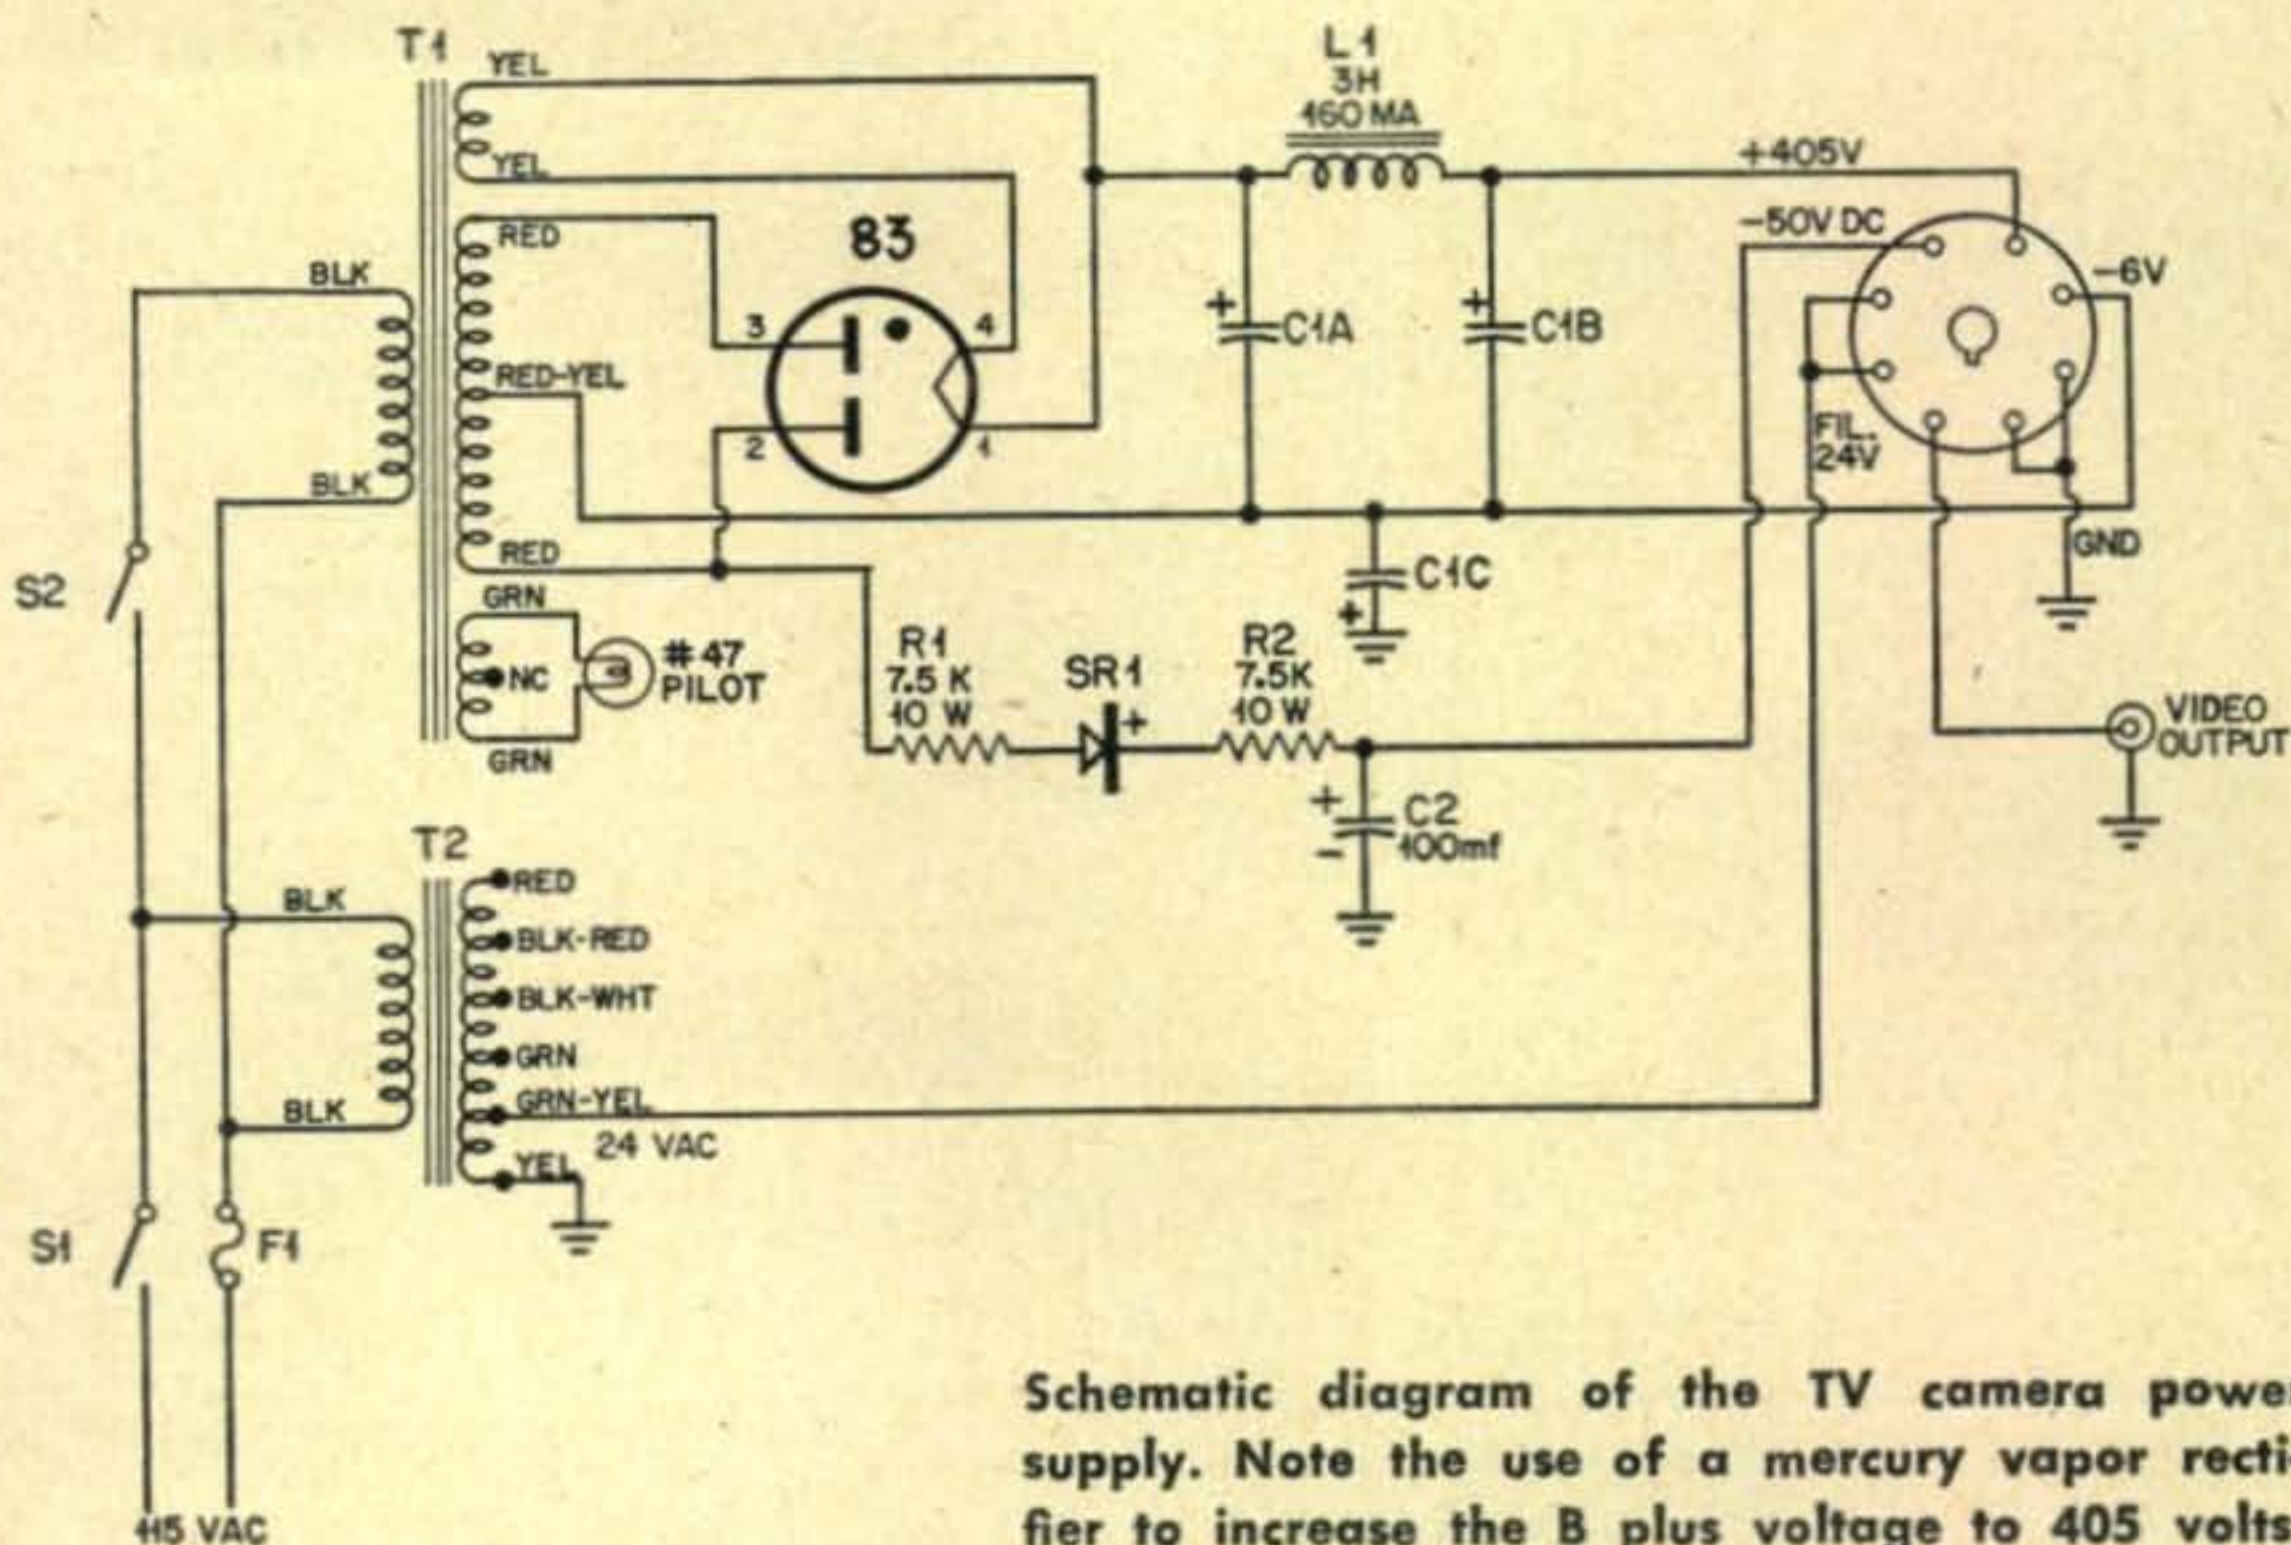 T1
YEL
YEL
RED
RED-YEL
RED
GRN
NC
GRN
#47
PILOT
BLK
BLK
S2
83
3
4
2
1
L1
3H
160 MA
C1A
C1B
C1C
+
+
+
+405V
-50V DC
-6V
FIL.
24V
GND
R1
7.5 K
10 W
SR1
+
R2
7.5K
10 W
+
C2
100mf
-
VIDEO
OUTPUT
T2
BLK
BLK
RED
BLK-RED
BLK-WHT
GRN
GRN-YEL
24 VAC
YEL
S1
F1
115 VAC
Schematic diagram of the TV camera power
supply. Note the use of a mercury vapor recti-
fier to increase the B plus voltage to 405 volts